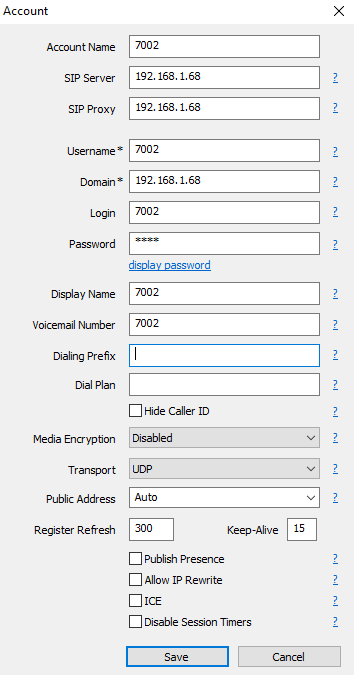 Account
Account Name 7002
SIP Server 192.168.1.68 ?
SIP Proxy 192.168.1.68 ?
Username * 7002 ?
Domain * 192.168.1.68 ?
Login 7002 ?
Password **** ?
display password
Display Name 7002 ?
Voicemail Number 7002 ?
Dialing Prefix ?
Dial Plan ?
Hide Caller ID ?
Media Encryption Disabled ?
Transport UDP ?
Public Address Auto ?
Register Refresh 300 Keep-Alive 15 ?
Publish Presence ?
Allow IP Rewrite ?
ICE ?
Disable Session Timers ?
Save Cancel